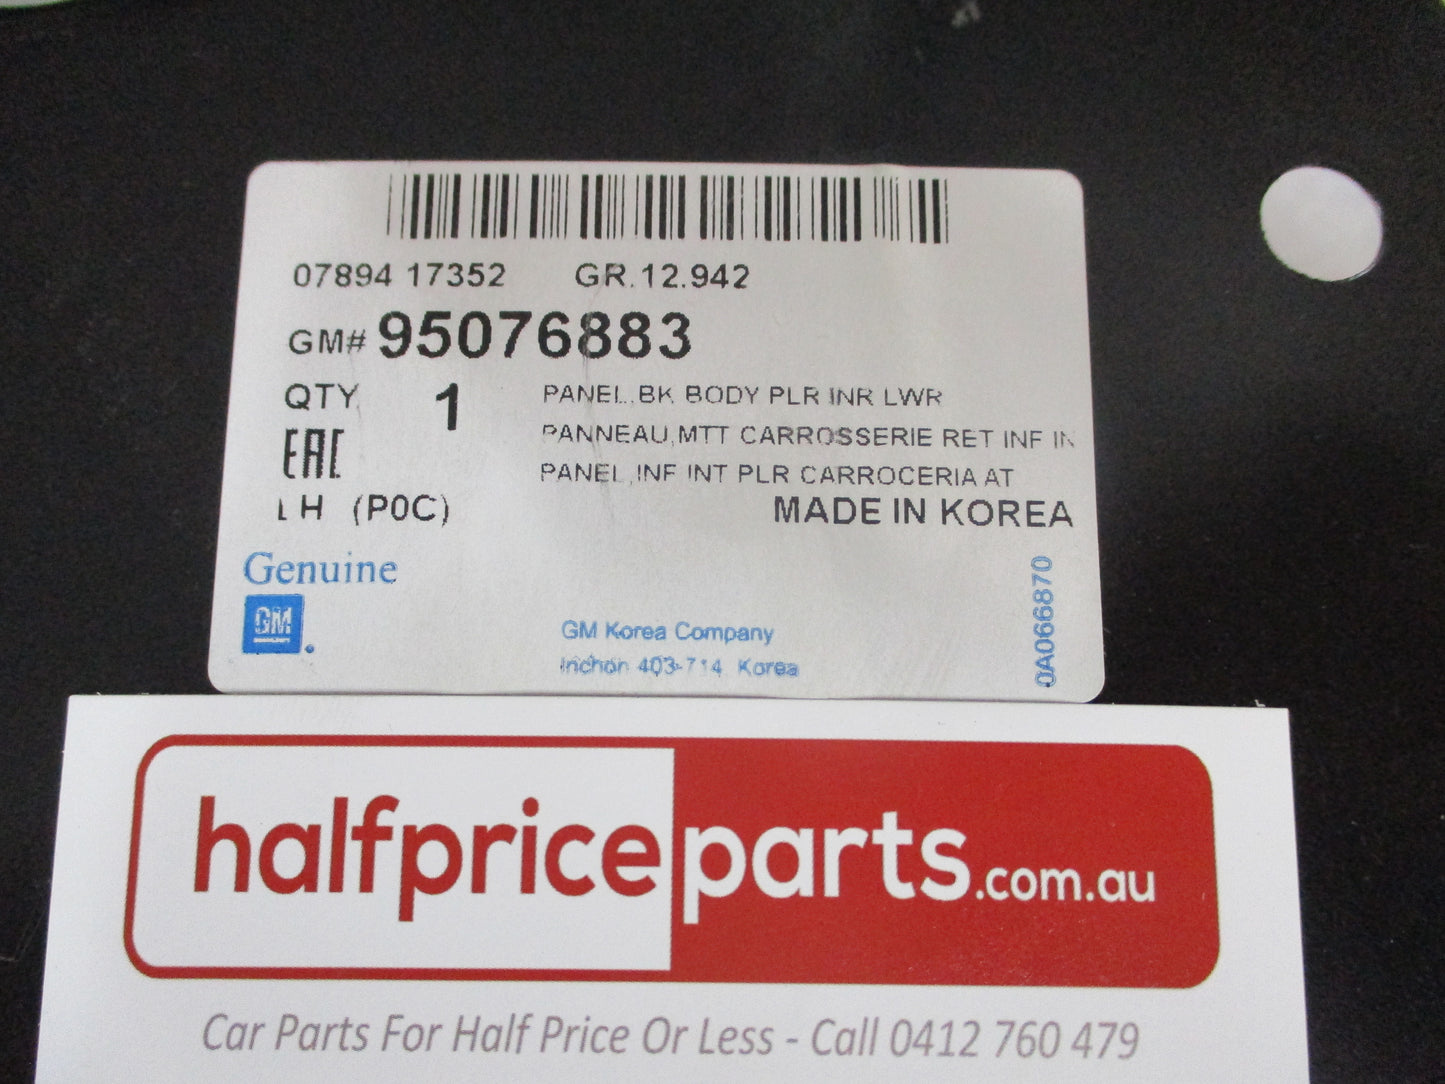 07894 17352 GR.12.942
GM# 95076883
QTY 1
PANEL,BK BODY PLR INR LWR
PANNEAU,MTT CARROSSERIE RET INF IN
PANEL,INF INT PLR CARROCERIA AT
EAC
LH (P0C)
MADE IN KOREA
Genuine
GM
GM Korea Company
Inchon 403-714 Korea
0A066870
halfpriceparts.com.au
Car Parts For Half Price Or Less - Call 0412 760 479